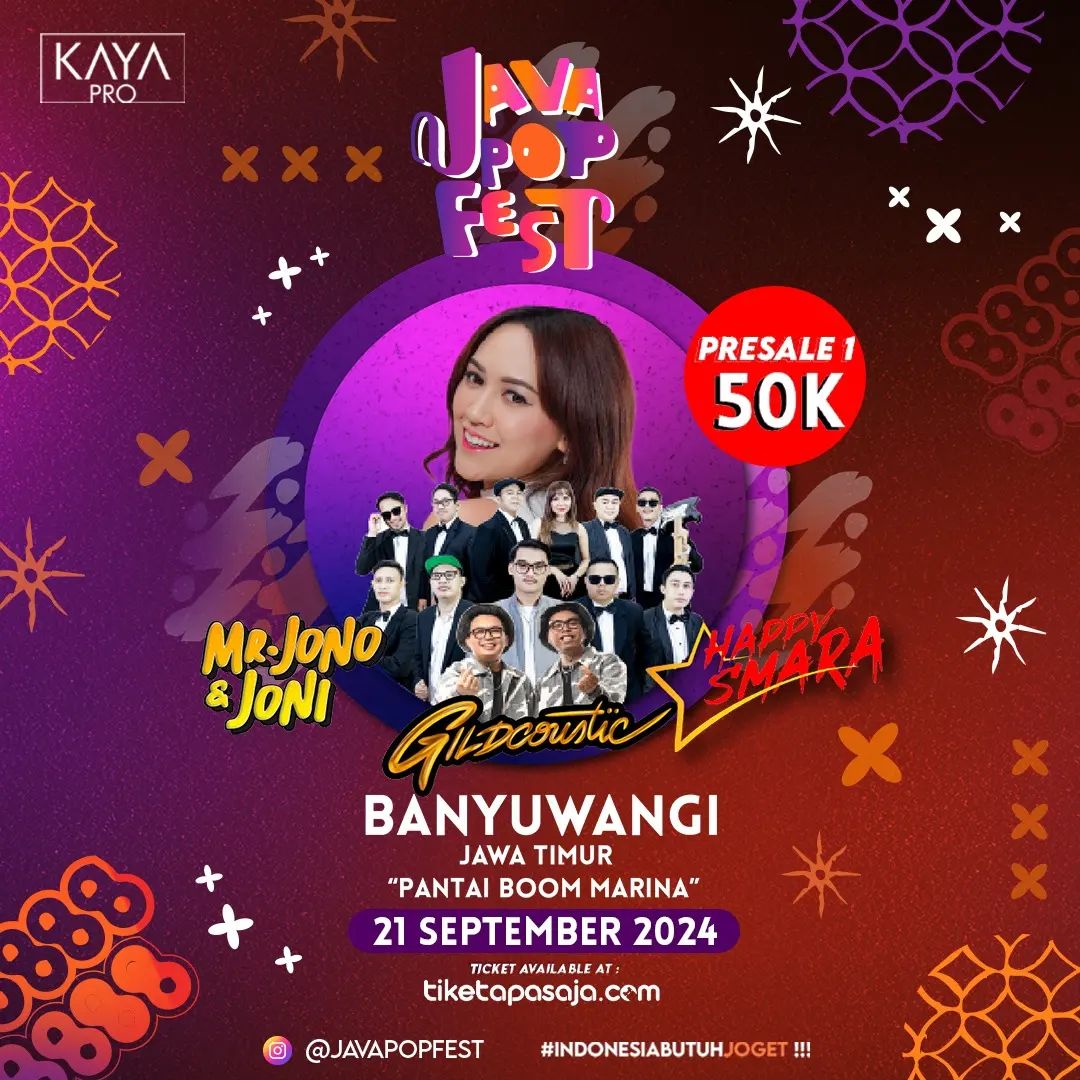 KAYA
PRO
JAVA
POP
FEST
PRESALE 1
50K
MR. JONO
& JONI
GILDCOUSTIC
HAPPY
SMARA
BANYUWANGI
JAWA TIMUR
“PANTAI BOOM MARINA”
21 SEPTEMBER 2024
TICKET AVAILABLE AT :
tiketapasaja.com
@JAVAPOPFEST
#INDONESIABUTUHJOGET !!!